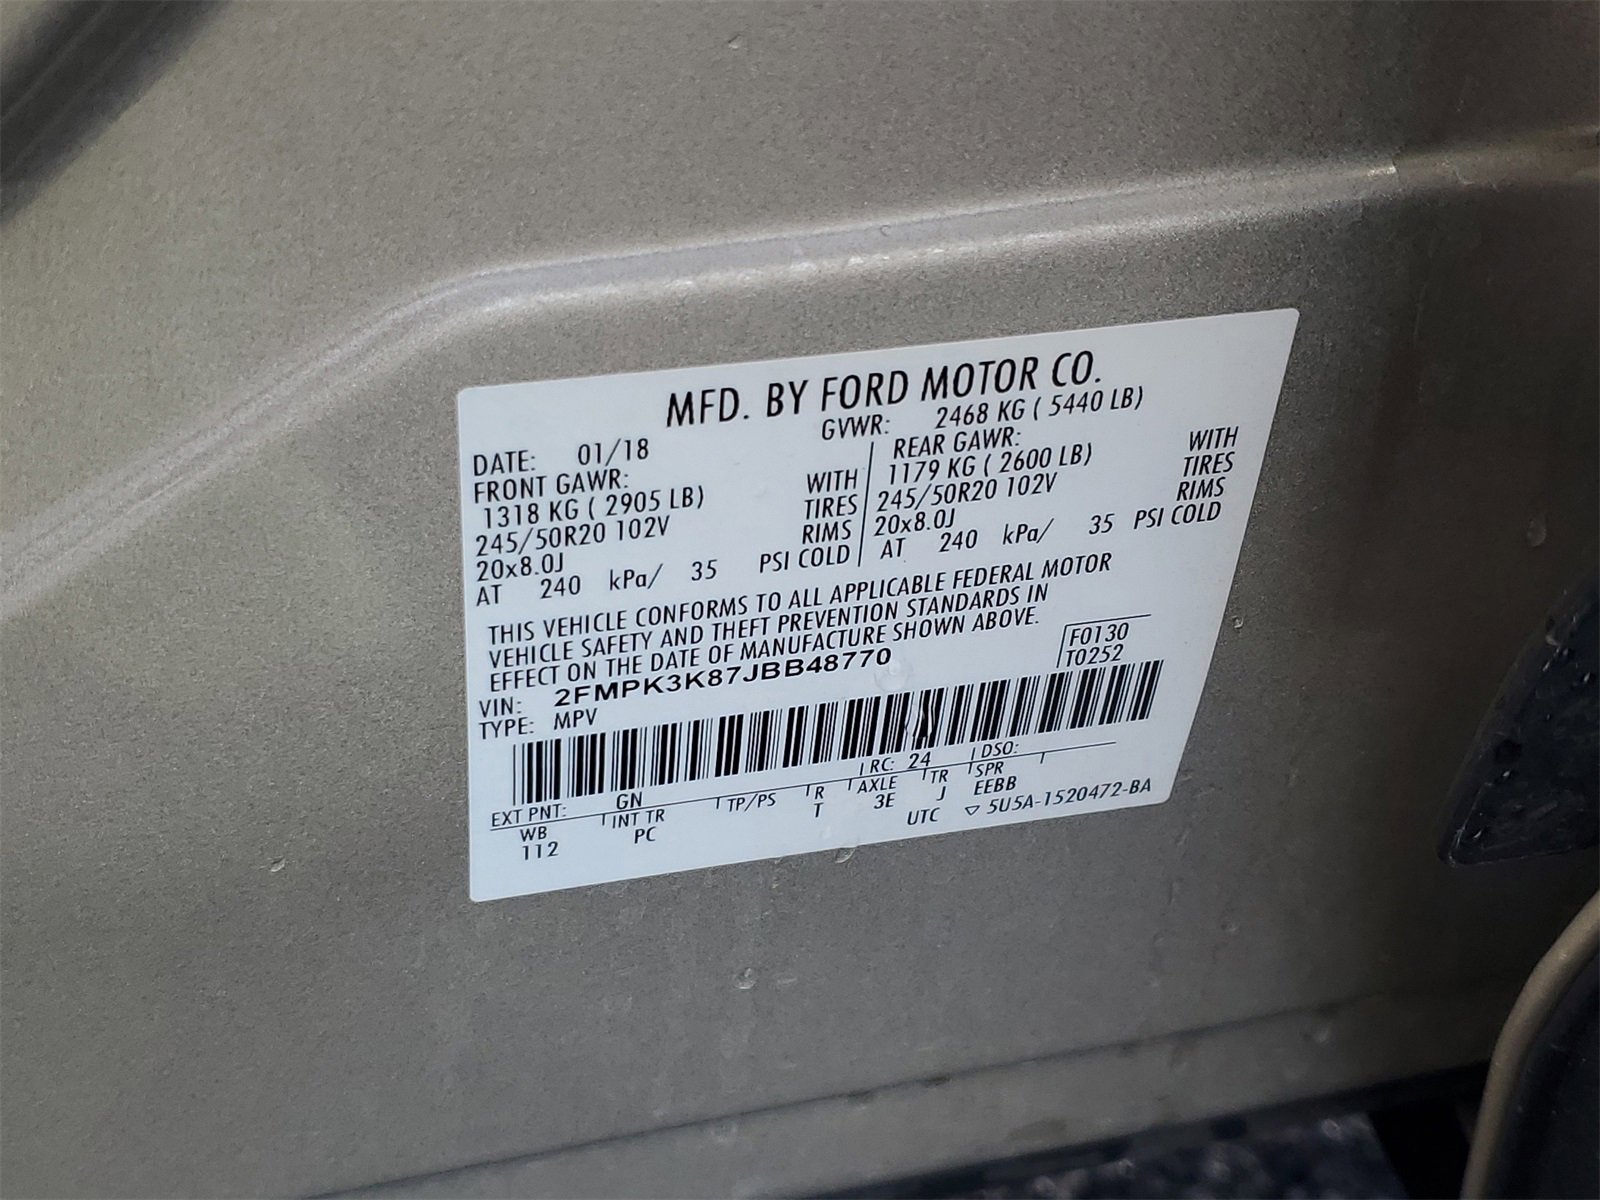 MFD. BY FORD MOTOR CO.
DATE: 01/18 GVWR: 2468 KG ( 5440 LB)
FRONT GAWR: REAR GAWR:
1318 KG ( 2905 LB) WITH 1179 KG ( 2600 LB) WITH
245/50R20 102V TIRES 245/50R20 102V TIRES
20x8.0J RIMS 20x8.0J RIMS
AT 240 kPa/ 35 PSI COLD AT 240 kPa/ 35 PSI COLD
THIS VEHICLE CONFORMS TO ALL APPLICABLE FEDERAL MOTOR
VEHICLE SAFETY AND THEFT PREVENTION STANDARDS IN
EFFECT ON THE DATE OF MANUFACTURE SHOWN ABOVE.
VIN: 2FMPK3K87JBB48770 F0130
TYPE: MPV T0252
EXT PNT: GN RC: 24 DSO:
WB INT TR TP/PS R AXLE TR SPR
112 PC T 3E J EEBB
UTC ▽ 5U5A-1520472-BA